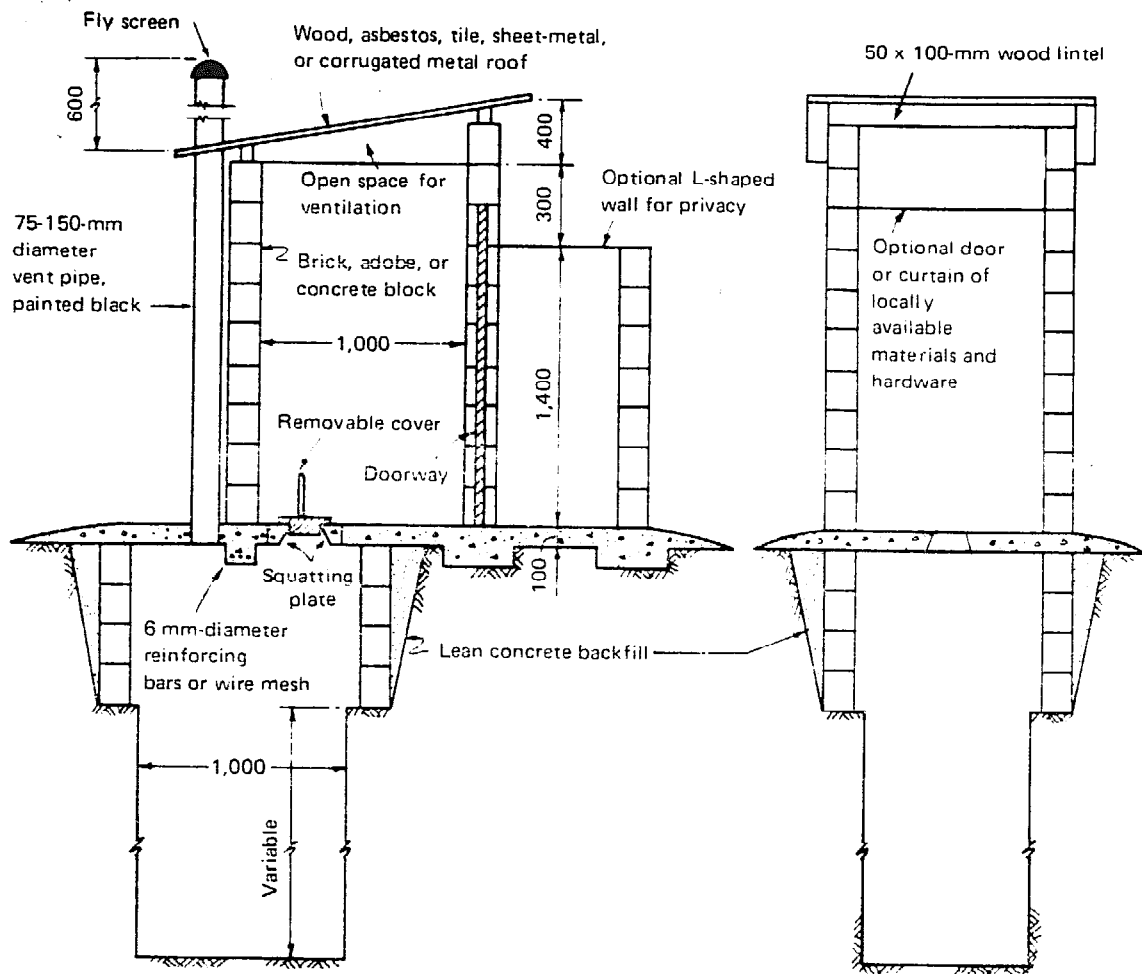 Fly screen
Wood, asbestos, tile, sheet-metal,
or corrugated metal roof
50 x 100-mm wood lintel
600
400
Open space for
ventilation
300
Optional L-shaped
wall for privacy
75-150-mm
diameter
vent pipe,
painted black
Brick, adobe, or
concrete block
Optional door
or curtain of
locally
available
materials and
hardware
1,000
1,400
Removable cover
Doorway
Squatting
plate
100
6 mm-diameter
reinforcing
bars or wire mesh
Lean concrete backfill
1,000
Variable